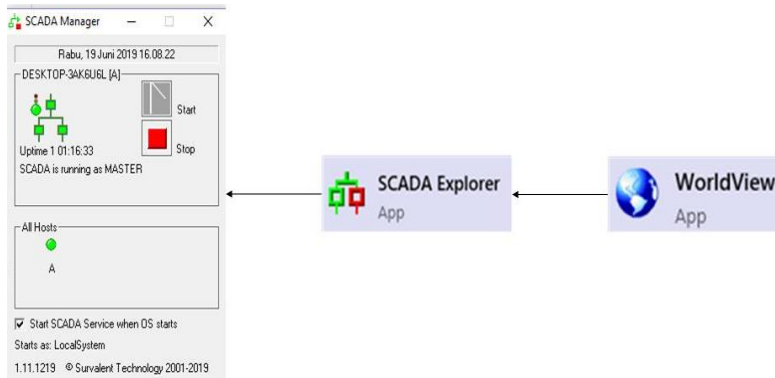 SCADA Manager
Rabu, 19 Juni 2019 16.08.22
DESKTOP-3AK6U6L [A]
Start
Uptime 1 01:16:33
Stop
SCADA is running as MASTER
All Hosts
A
Start SCADA Service when OS starts
Starts as: LocalSystem
1.11.1219 © Survalent Technology 2001-2019
SCADA Explorer
App
WorldView
App